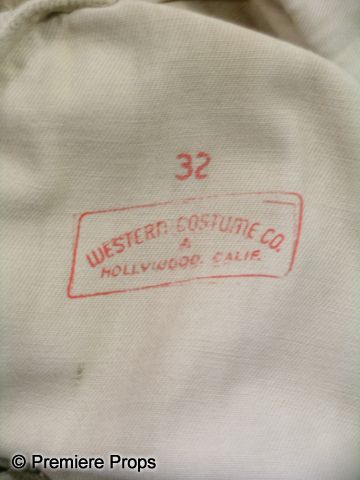 32
WESTERN COSTUME CO.
HOLLYWOOD, CALIF.
© Premiere Props